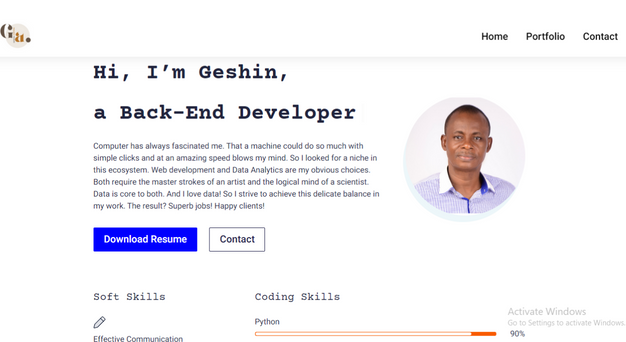 Ga.
Home Portfolio Contact
Hi, I’m Geshin,
a Back-End Developer
Computer has always fascinated me. That a machine could do so much with
simple clicks and at an amazing speed blows my mind. So I looked for a niche in
this ecosystem. Web development and Data Analytics are my obvious choices.
Both require the master strokes of an artist and the logical mind of a scientist.
Data is core to both. And I love data! So I strive to achieve this delicate balance in
my work. The result? Superb jobs! Happy clients!
Download Resume Contact
Soft Skills Coding Skills
Python
90%
Effective Communication
Activate Windows
Go to Settings to activate Windows.